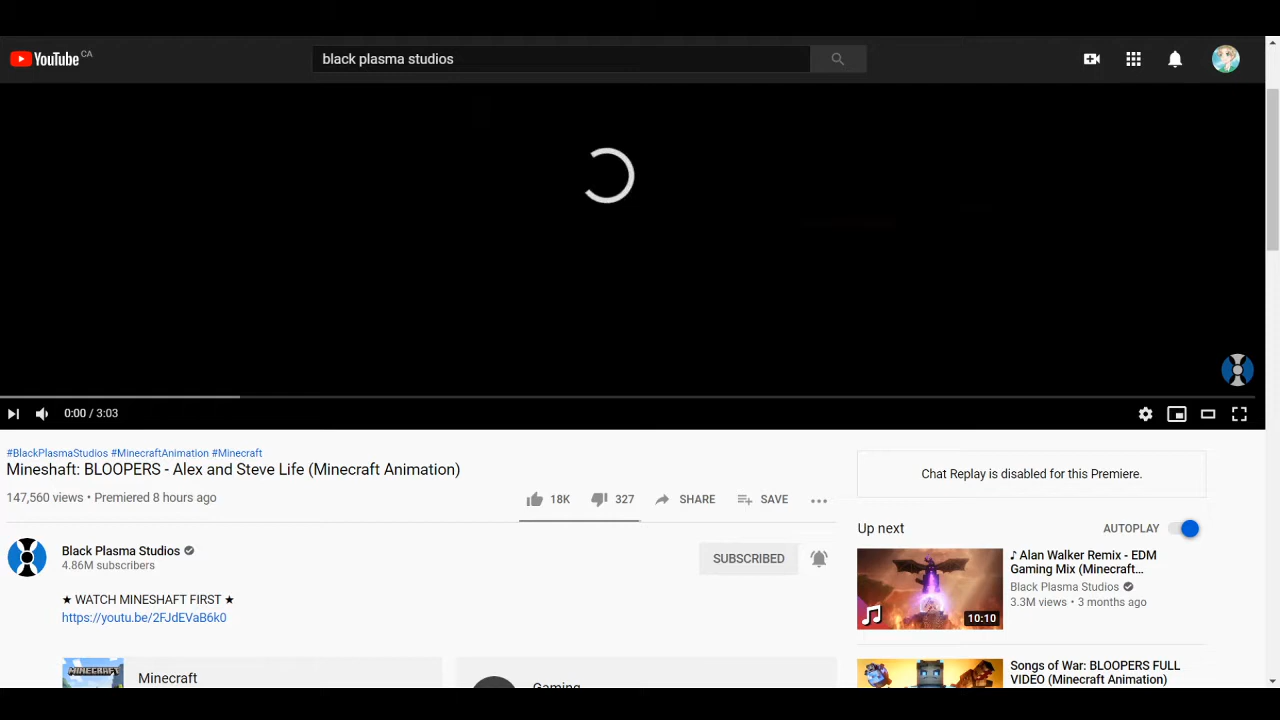 YouTube CA
black plasma studios
0:00 / 3:03
#BlackPlasmaStudios #MinecraftAnimation #Minecraft
Mineshaft: BLOOPERS - Alex and Steve Life (Minecraft Animation)
147,560 views • Premiered 8 hours ago
18K
327
SHARE
SAVE
Black Plasma Studios
4.86M subscribers
SUBSCRIBED
★ WATCH MINESHAFT FIRST ★
https://youtu.be/2FJdEVaB6k0
MINECRAFT
Minecraft
Gaming
Chat Replay is disabled for this Premiere.
Up next
AUTOPLAY
♪ Alan Walker Remix - EDM
Gaming Mix (Minecraft...
Black Plasma Studios
3.3M views • 3 months ago
10:10
Songs of War: BLOOPERS FULL
VIDEO (Minecraft Animation)